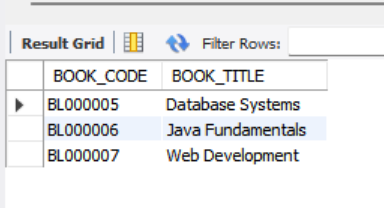 Result Grid Filter Rows:
BOOK_CODE BOOK_TITLE
BL000005 Database Systems
BL000006 Java Fundamentals
BL000007 Web Development